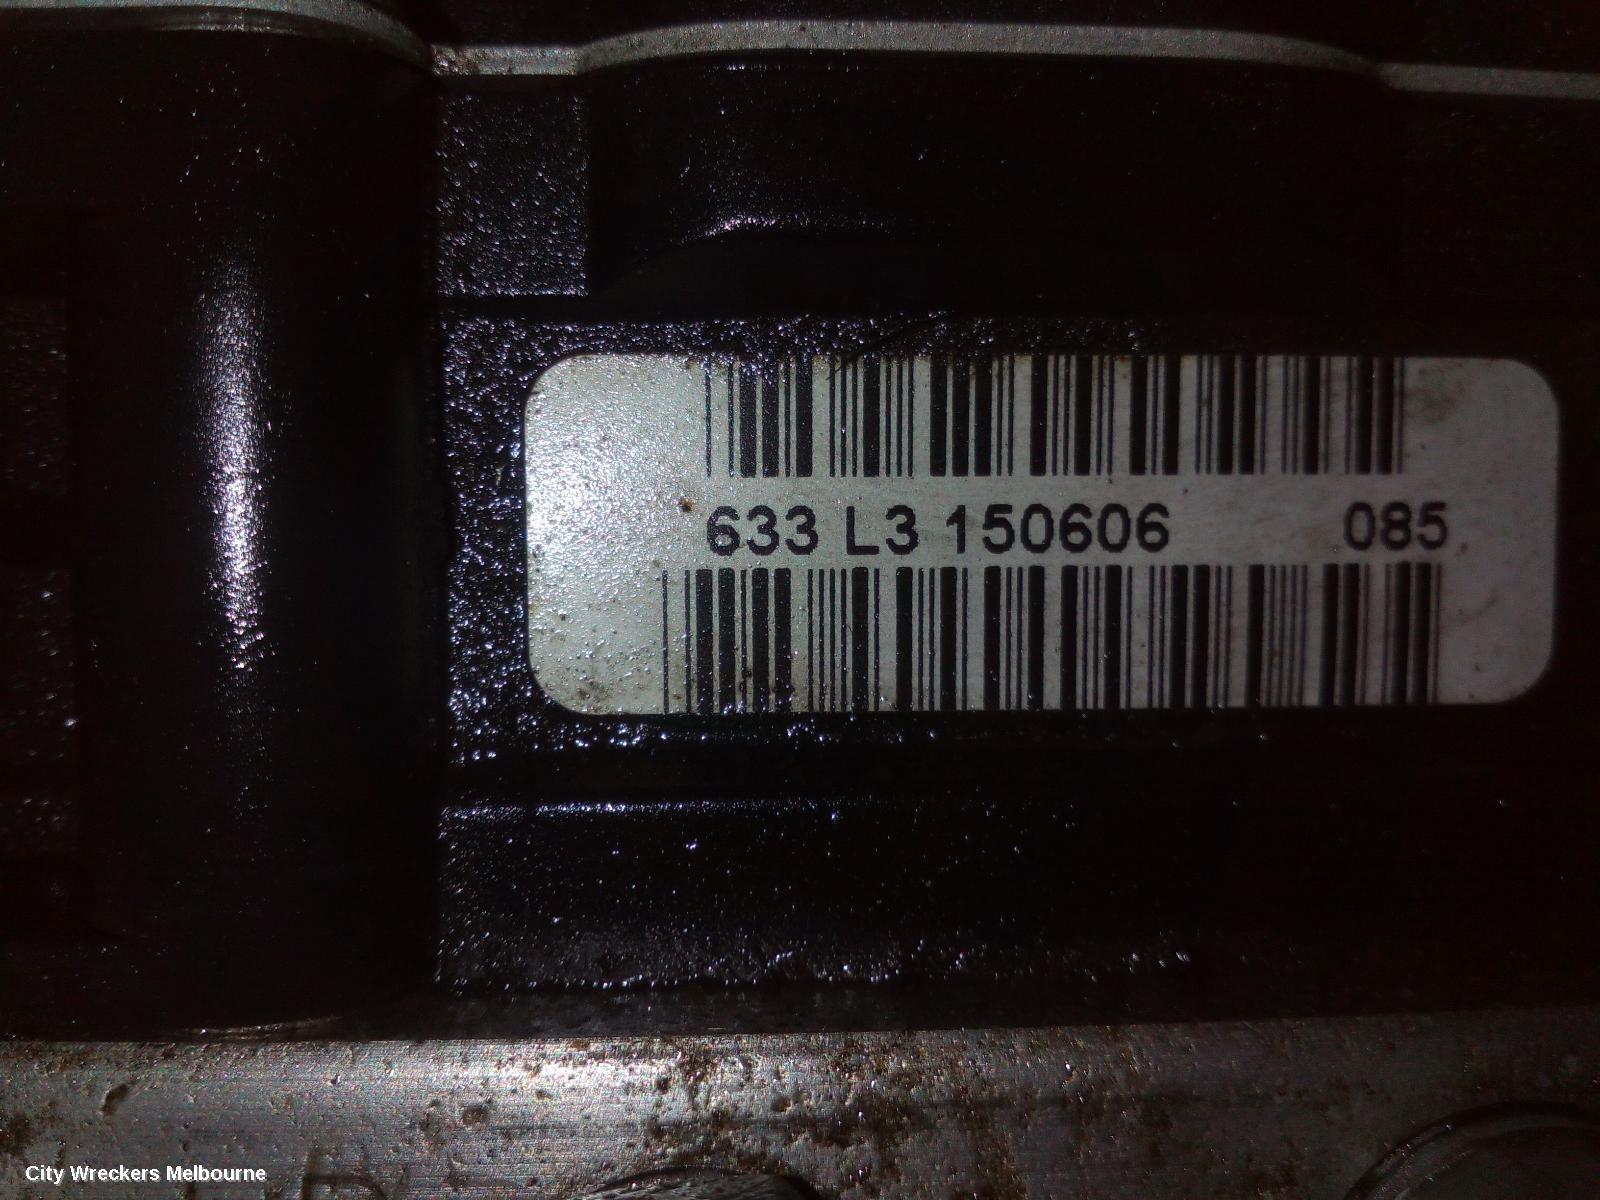 633 L3 150606 085
City Wreckers Melbourne